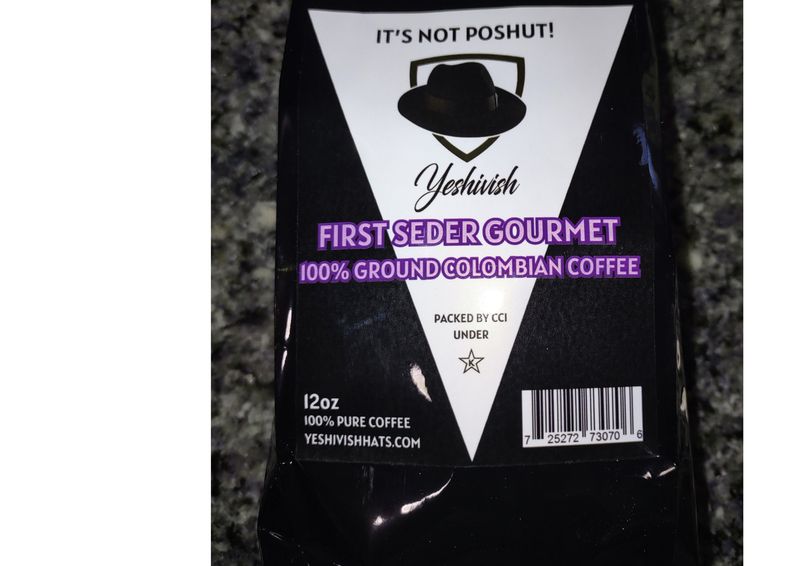 IT'S NOT POSHUT!
Yeshivish
FIRST SEDER GOURMET
100% GROUND COLOMBIAN COFFEE
PACKED BY CCI
UNDER
K
12oz
100% PURE COFFEE
YESHIVISHHATS.COM
7 25272 73070 6